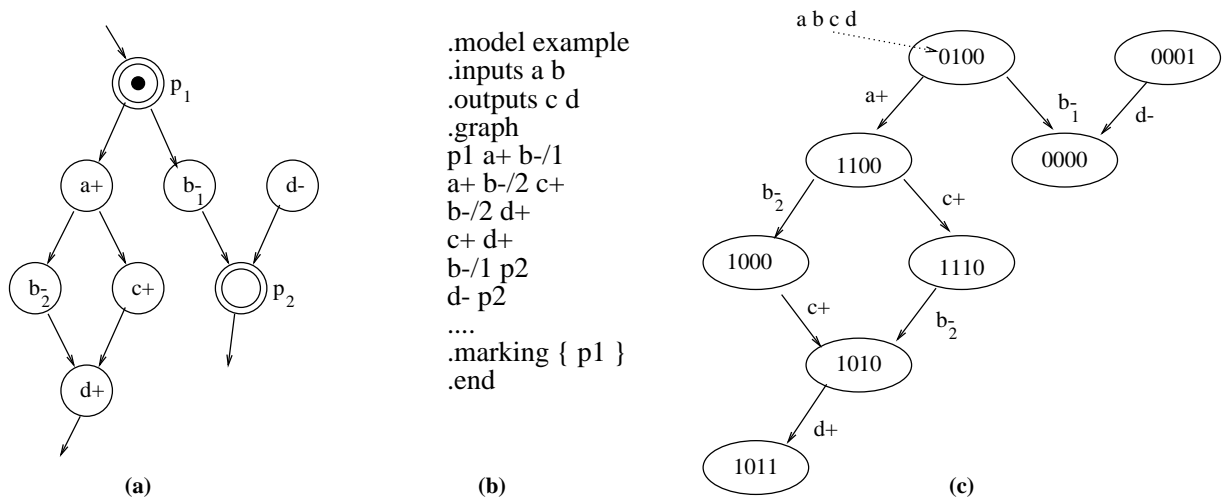 p1
a+
b-1
d-
b-2
c+
p2
d+
(a)
.model example
.inputs a b
.outputs c d
.graph
p1 a+ b-/1
a+ b-/2 c+
b-/2 d+
c+ d+
b-/1 p2
d- p2
....
.marking { p1 }
.end
(b)
a b c d
0100
0001
a+
b-1
d-
1100
0000
b-2
c+
1000
1110
c+
b-2
1010
d+
1011
(c)